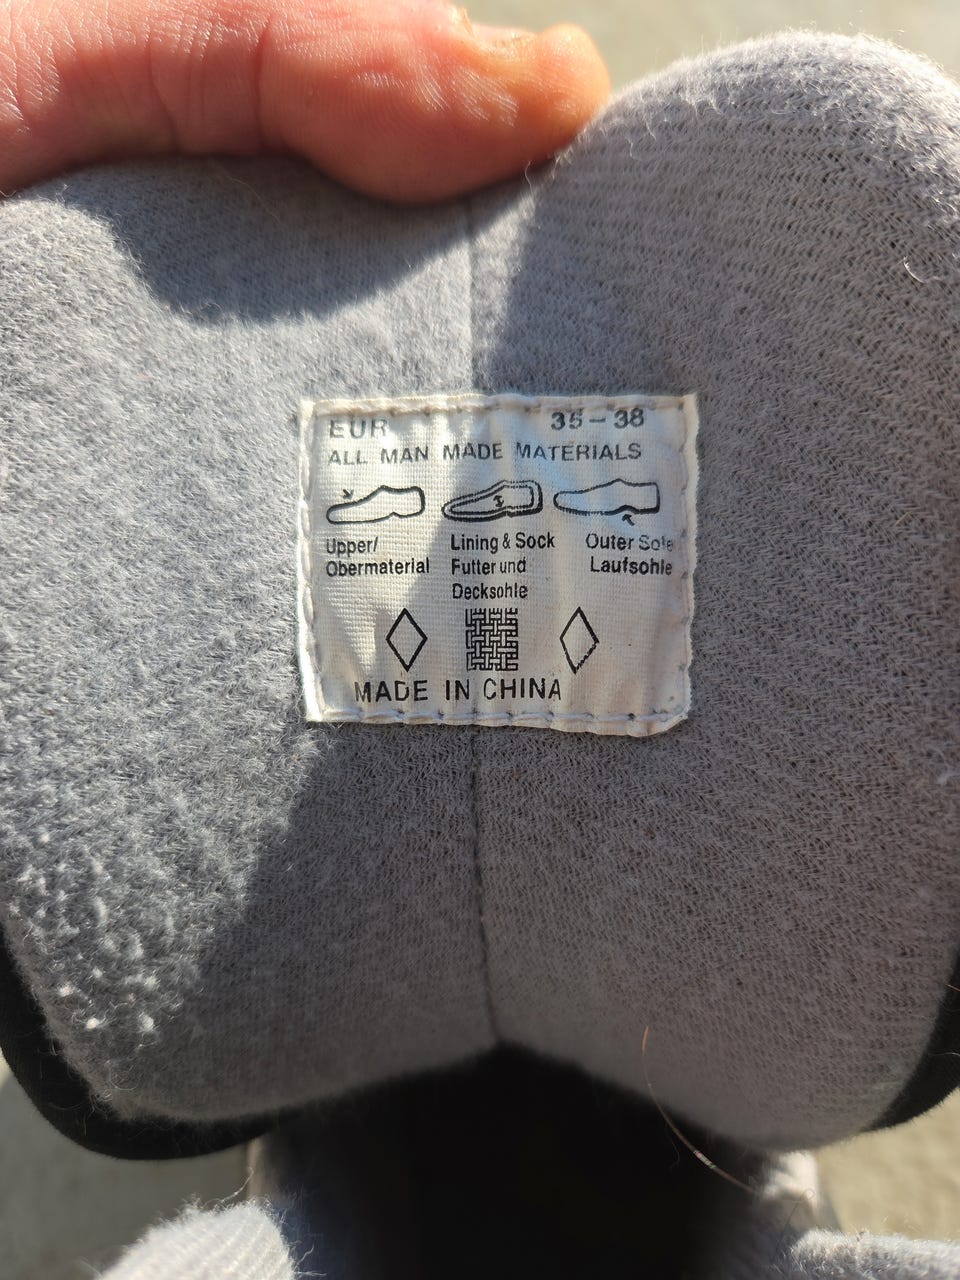 EUR 35-38
ALL MAN MADE MATERIALS
Upper/ Lining & Sock Outer Sole
Obermaterial Futter und Laufsohle
Decksohle
MADE IN CHINA